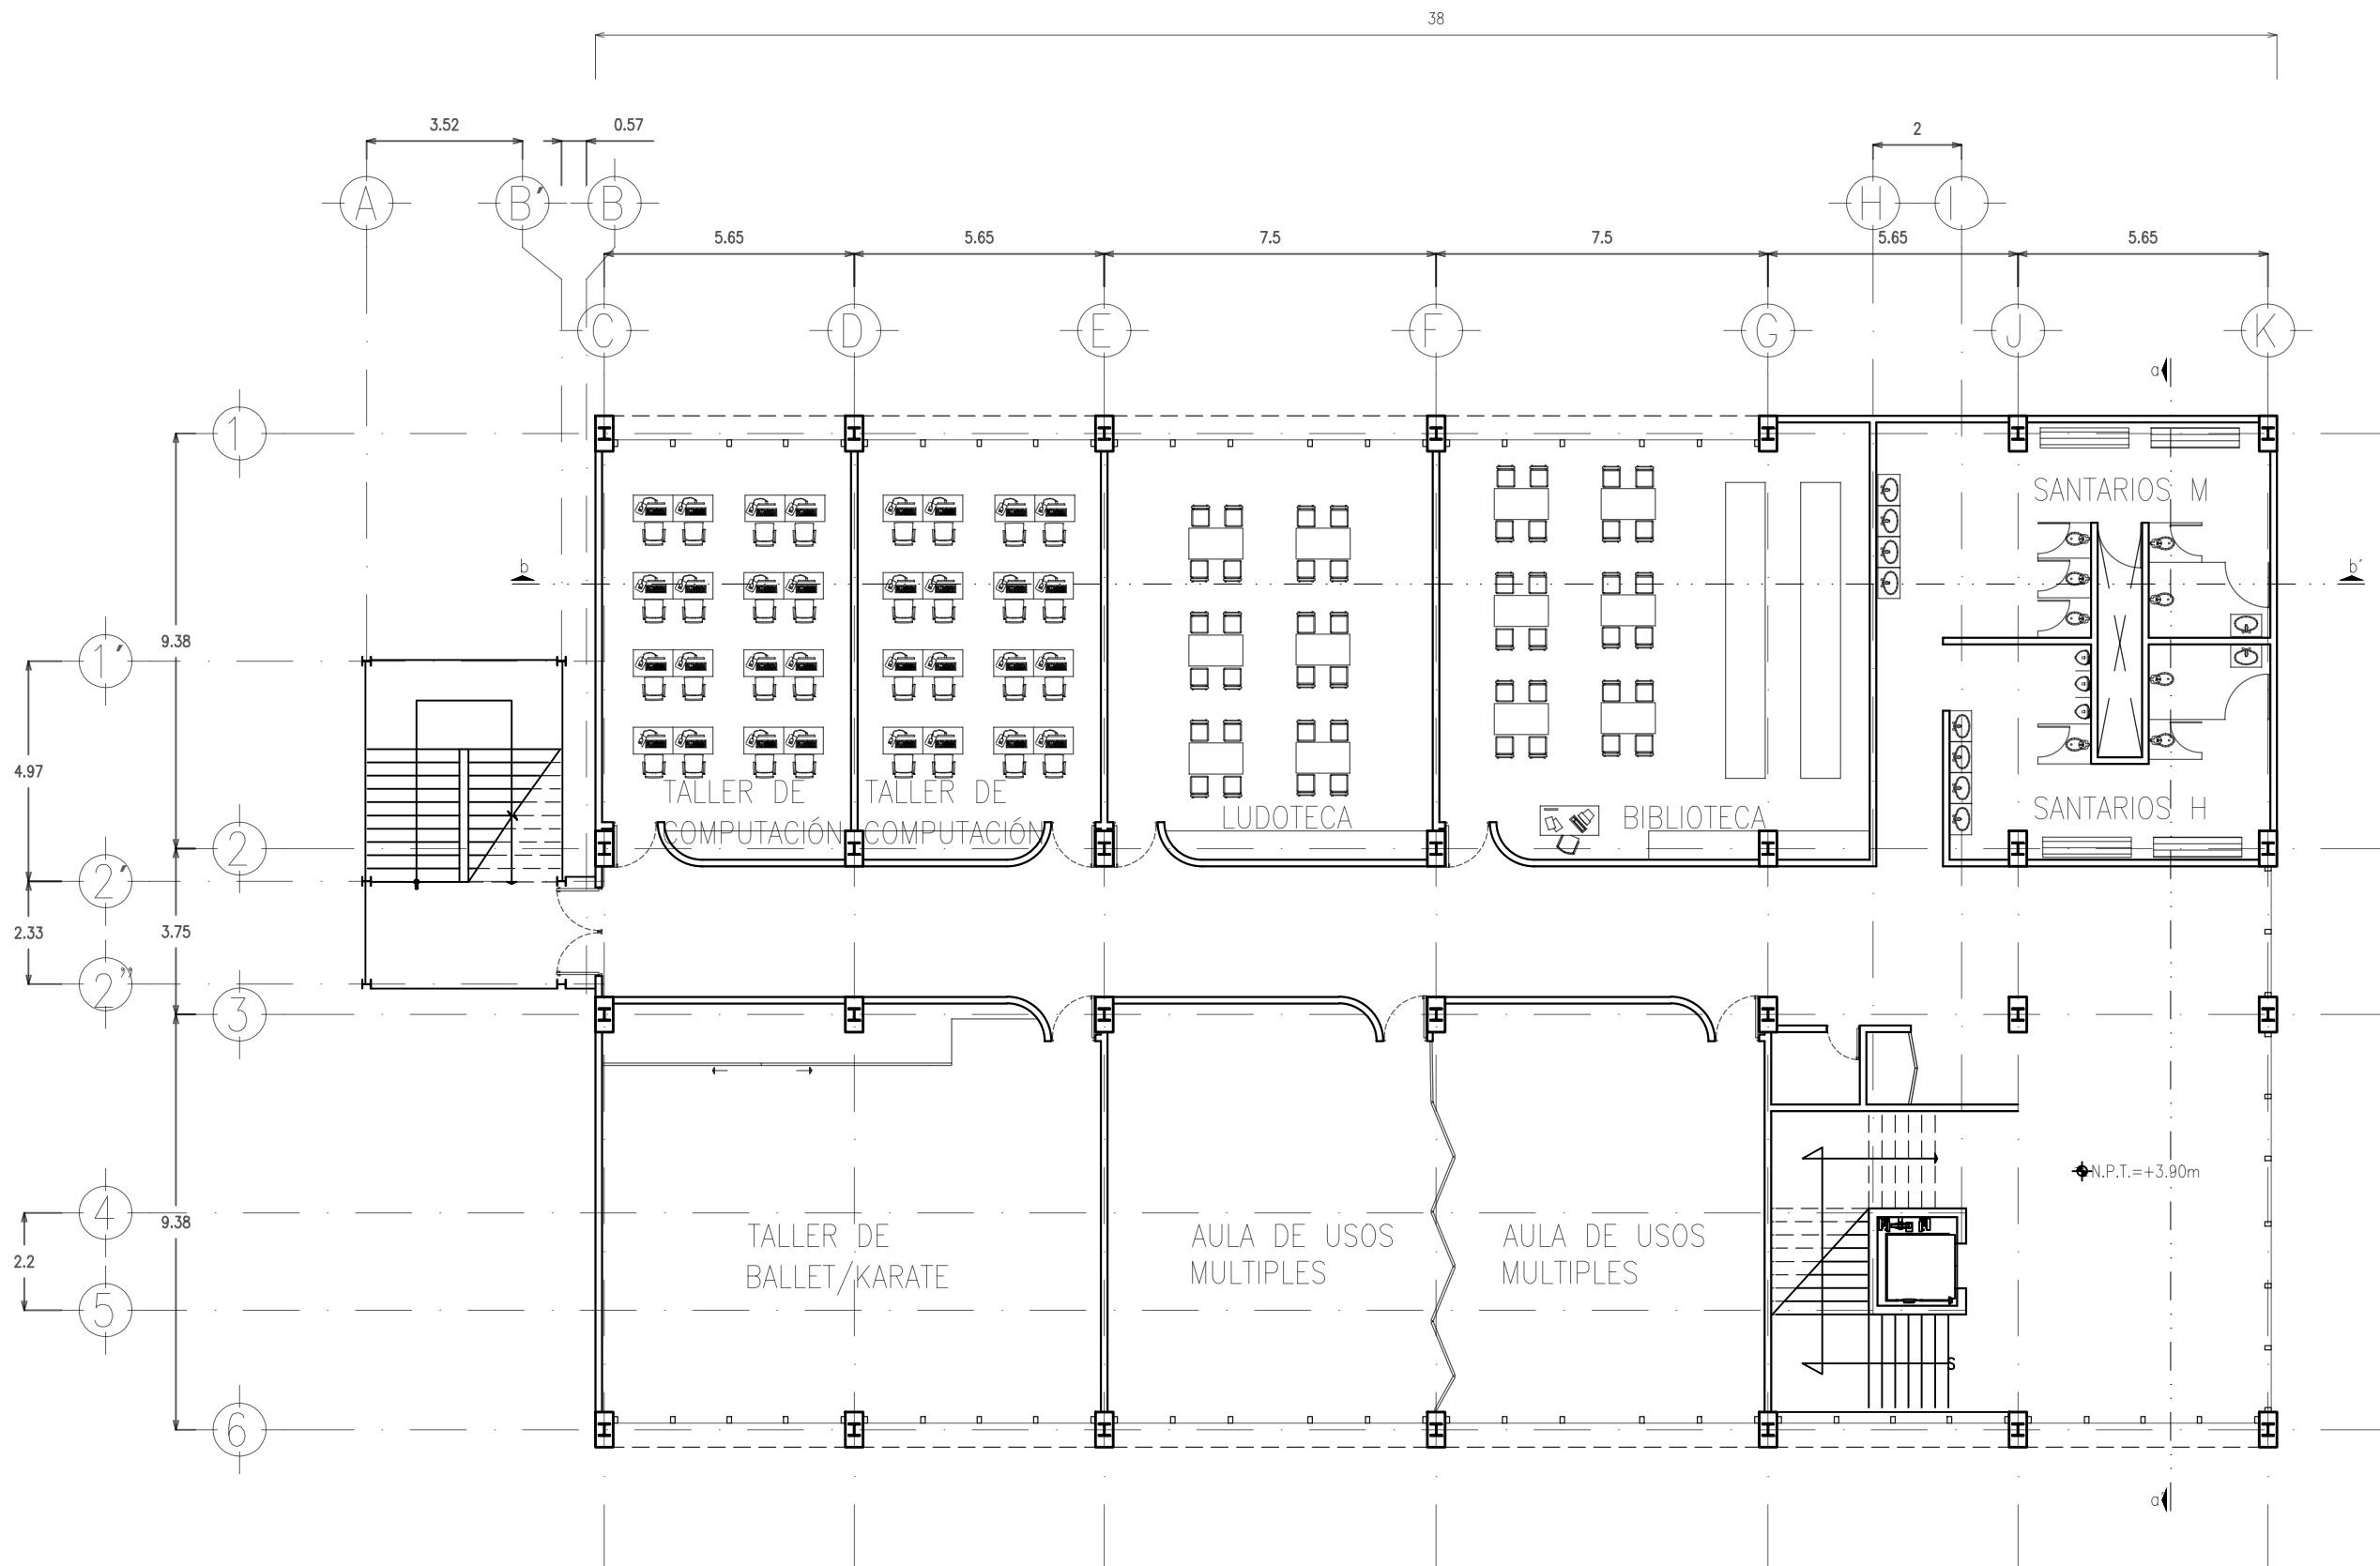 38
3.52
0.57
2
A
B'
B
H
I
5.65
5.65
7.5
7.5
5.65
5.65
C
D
E
F
G
J
K
a
1
SANTARIOS M
b
b'
9.38
1'
4.97
TALLER DE
COMPUTACIÓN
TALLER DE
COMPUTACIÓN
LUDOTECA
BIBLIOTECA
SANTARIOS H
2
2'
2.33
3.75
2"
3
N.P.T.=+3.90m
4
9.38
TALLER DE
BALLET/KARATE
AULA DE USOS
MULTIPLES
AULA DE USOS
MULTIPLES
2.2
5
S
6
a'